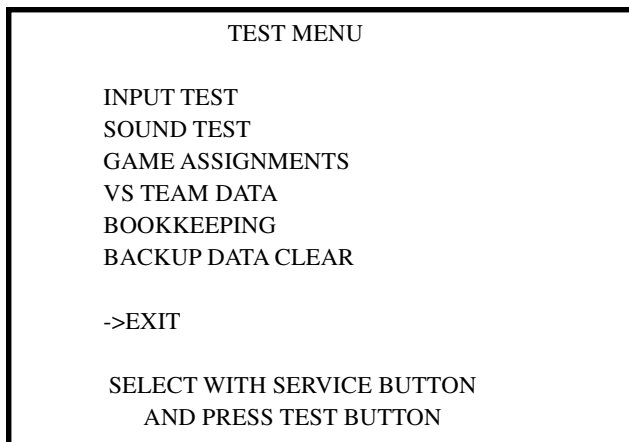 TEST MENU
INPUT TEST
SOUND TEST
GAME ASSIGNMENTS
VS TEAM DATA
BOOKKEEPING
BACKUP DATA CLEAR
->EXIT
SELECT WITH SERVICE BUTTON
AND PRESS TEST BUTTON